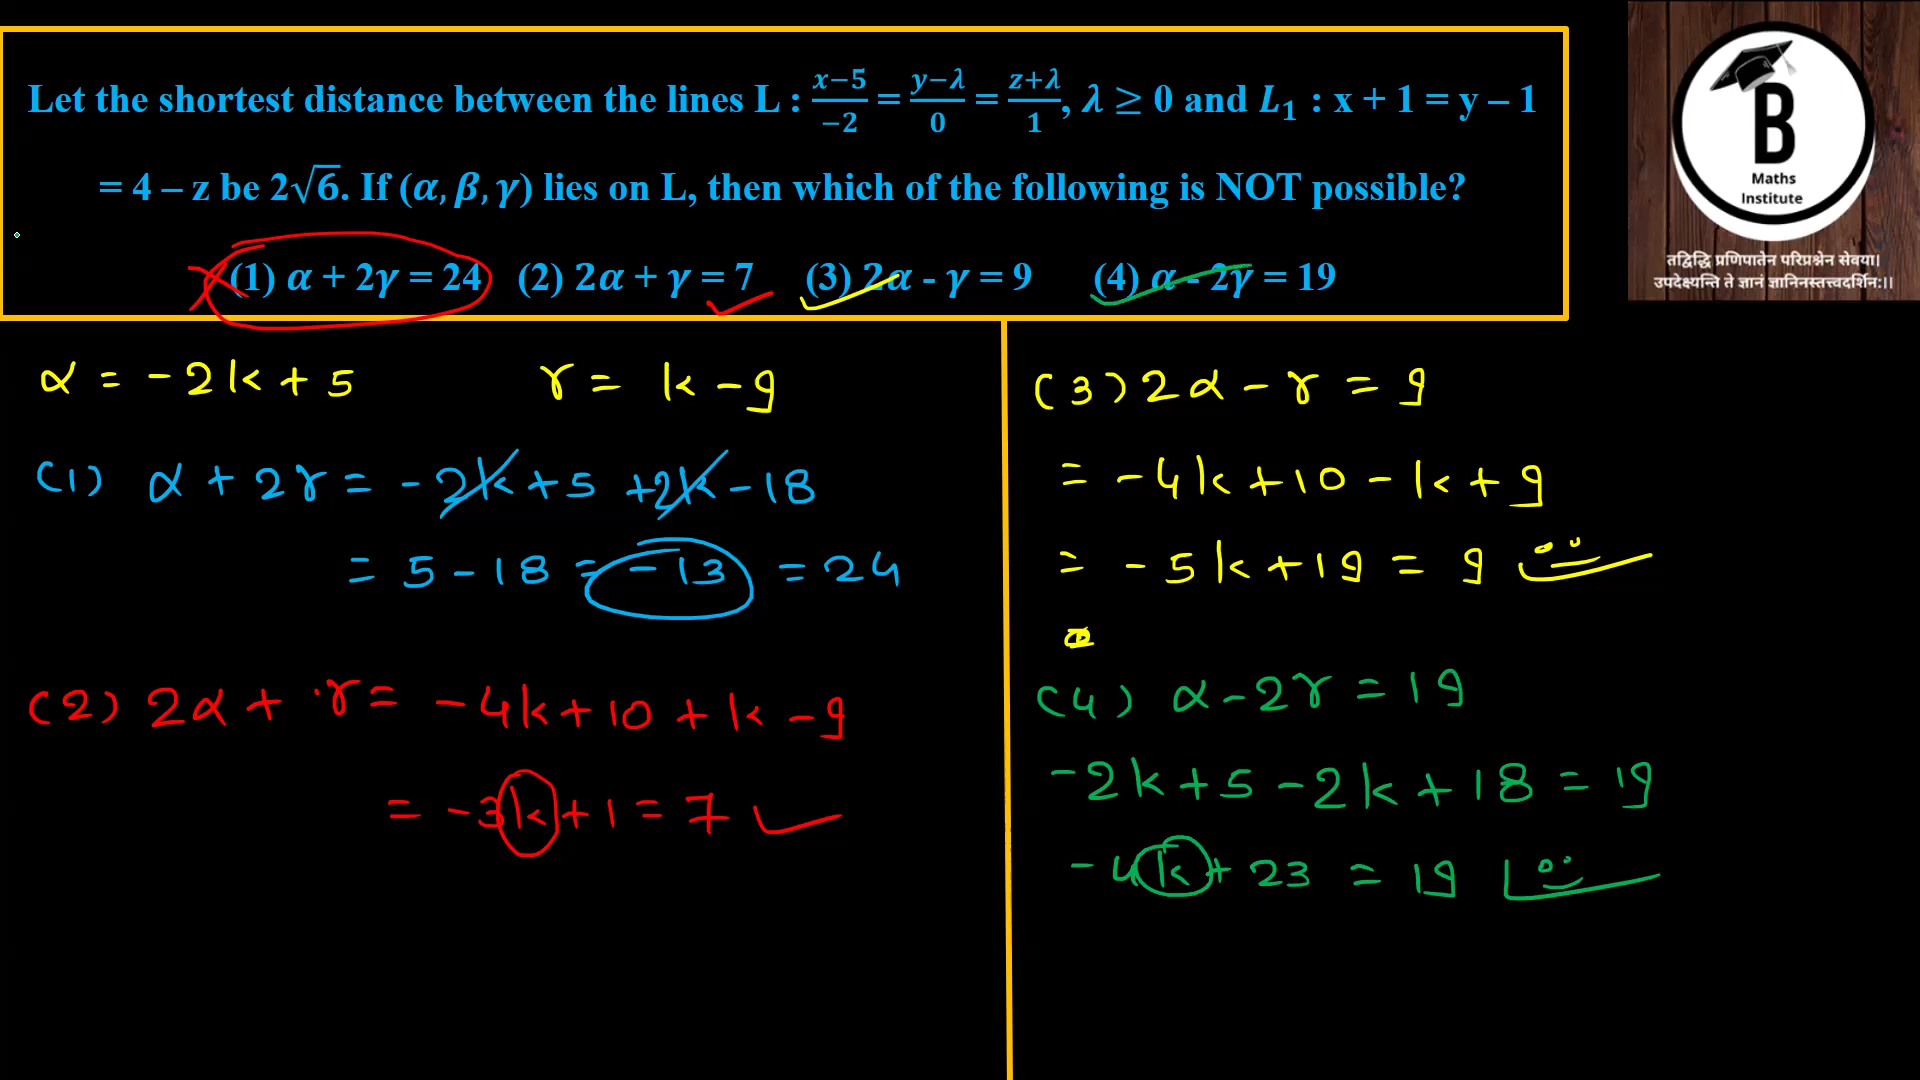 Let the shortest distance between the lines L : \frac{x−5}{−2} = \frac{y−λ}{0} = \frac{z+λ}{1}, λ ≥ 0 and L₁ : x + 1 = y – 1
= 4 – z be 2√6. If (α, β, γ) lies on L, then which of the following is NOT possible?
(1) α + 2γ = 24 (2) 2α + γ = 7 (3) 2α - γ = 9 (4) α - 2γ = 19
B
Maths
Institute
तद्विद्धि प्रणिपातेन परिप्रश्नेन सेवया।
उपदेक्ष्यन्ति ते ज्ञानं ज्ञानिनस्तत्त्वदर्शिन:।।
α = -2k + 5 γ = k - 9
(1) α + 2γ = -2k + 5 + 2k - 18
= 5 - 18 = -13 = 24
(2) 2α + γ = -4k + 10 + k - 9
= -3k + 1 = 7
(3) 2α - γ = 9
= -4k + 10 - k + 9
= -5k + 19 = 9
(4) α - 2γ = 19
-2k + 5 - 2k + 18 = 19
-4k + 23 = 19